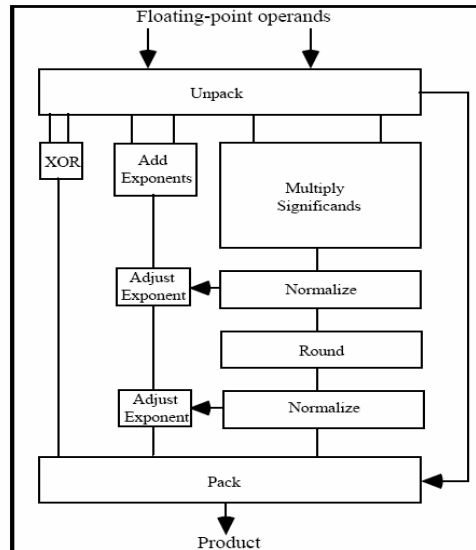 Floating-point operands
Unpack
XOR
Add
Exponents
Multiply
Significands
Adjust
Exponent
Normalize
Round
Adjust
Exponent
Normalize
Pack
Product